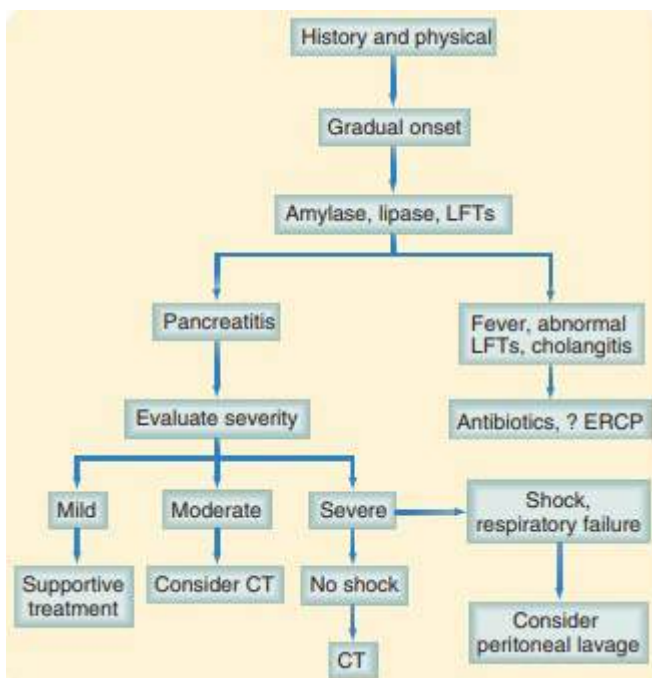 History and physical
Gradual onset
Amylase, lipase, LFTs
Pancreatitis
Fever, abnormal
LFTs, cholangitis
Evaluate severity
Antibiotics, ? ERCP
Mild
Moderate
Severe
Shock,
respiratory failure
Supportive
treatment
Consider CT
No shock
Consider
peritoneal lavage
CT